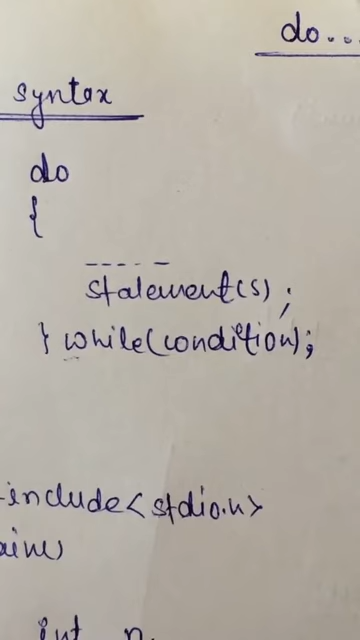 do...
syntax
do
{
-----
statement(s);
} while(condition);
include<stdio.h>
int n